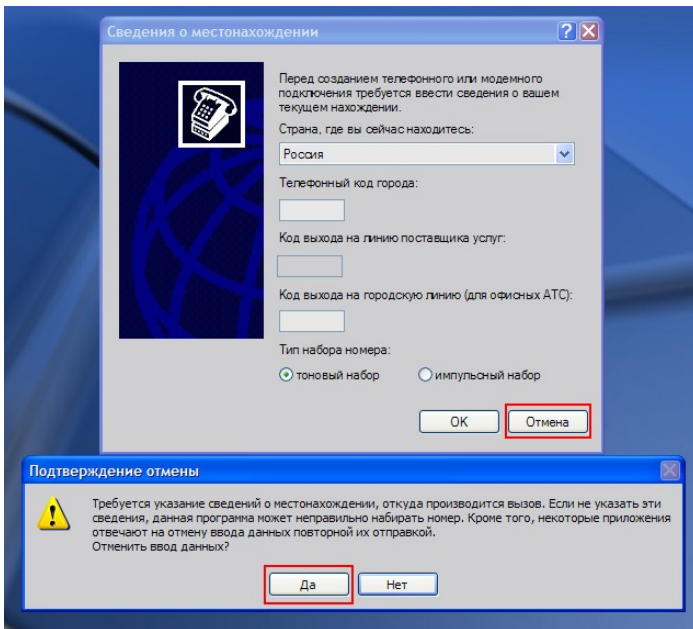 Сведения о местонахождении
Перед созданием телефонного или модемного
подключения требуется ввести сведения о вашем
текущем нахождении.
Страна, где вы сейчас находитесь:
Россия
Телефонный код города:
Код выхода на линию поставщика услуг:
Код выхода на городскую линию (для офисных АТС):
Тип набора номера:
тоновый набор импульсный набор
OK Отмена
Подтверждение отмены
Требуется указание сведений о местонахождении, откуда производится вызов. Если не указать эти
сведения, данная программа может неправильно набирать номер. Кроме того, некоторые приложения
отвечают на отмену ввода данных повторной их отправкой.
Отменить ввод данных?
Да Нет